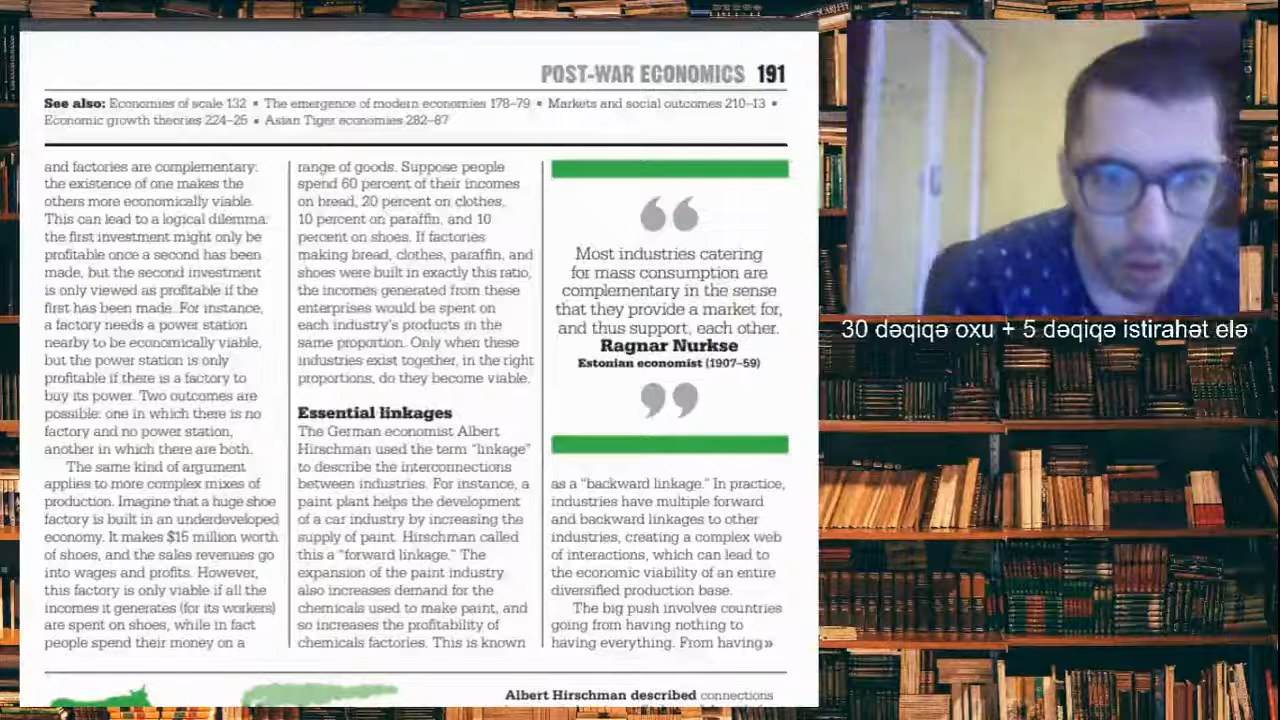 POST-WAR ECONOMICS 191
See also: Economies of scale 132 ▪ The emergence of modern economies 178–79 ▪ Markets and social outcomes 210–13 ▪
Economic growth theories 224–25 ▪ Asian Tiger economies 282–87
and factories are complementary:
the existence of one makes the
others more economically viable.
This can lead to a logical dilemma:
the first investment might only be
profitable once a second has been
made, but the second investment
is only viewed as profitable if the
first has been made. For instance,
a factory needs a power station
nearby to be economically viable,
but the power station is only
profitable if there is a factory to
buy its power. Two outcomes are
possible: one in which there is no
factory and no power station,
another in which there are both.
The same kind of argument
applies to more complex mixes of
production. Imagine that a huge shoe
factory is built in an underdeveloped
economy. It makes $15 million worth
of shoes, and the sales revenues go
into wages and profits. However,
this factory is only viable if all the
incomes it generates (for its workers)
are spent on shoes, while in fact
people spend their money on a
range of goods. Suppose people
spend 60 percent of their incomes
on bread, 20 percent on clothes,
10 percent on paraffin, and 10
percent on shoes. If factories
making bread, clothes, paraffin, and
shoes were built in exactly this ratio,
the incomes generated from these
enterprises would be spent on
each industry's products in the
same proportion. Only when these
industries exist together, in the right
proportions, do they become viable.
Essential linkages
The German economist Albert
Hirschman used the term “linkage”
to describe the interconnections
between industries. For instance, a
paint plant helps the development
of a car industry by increasing the
supply of paint. Hirschman called
this a “forward linkage.” The
expansion of the paint industry
also increases demand for the
chemicals used to make paint, and
so increases the profitability of
chemicals factories. This is known
“
Most industries catering
for mass consumption are
complementary in the sense
that they provide a market for,
and thus support, each other.
Ragnar Nurkse
Estonian economist (1907–59)
”
as a “backward linkage.” In practice,
industries have multiple forward
and backward linkages to other
industries, creating a complex web
of interactions, which can lead to
the economic viability of an entire
diversified production base.
The big push involves countries
going from having nothing to
having everything. From having»
Albert Hirschman described connections
30 dəqiqə oxu + 5 dəqiqə istirahət elə